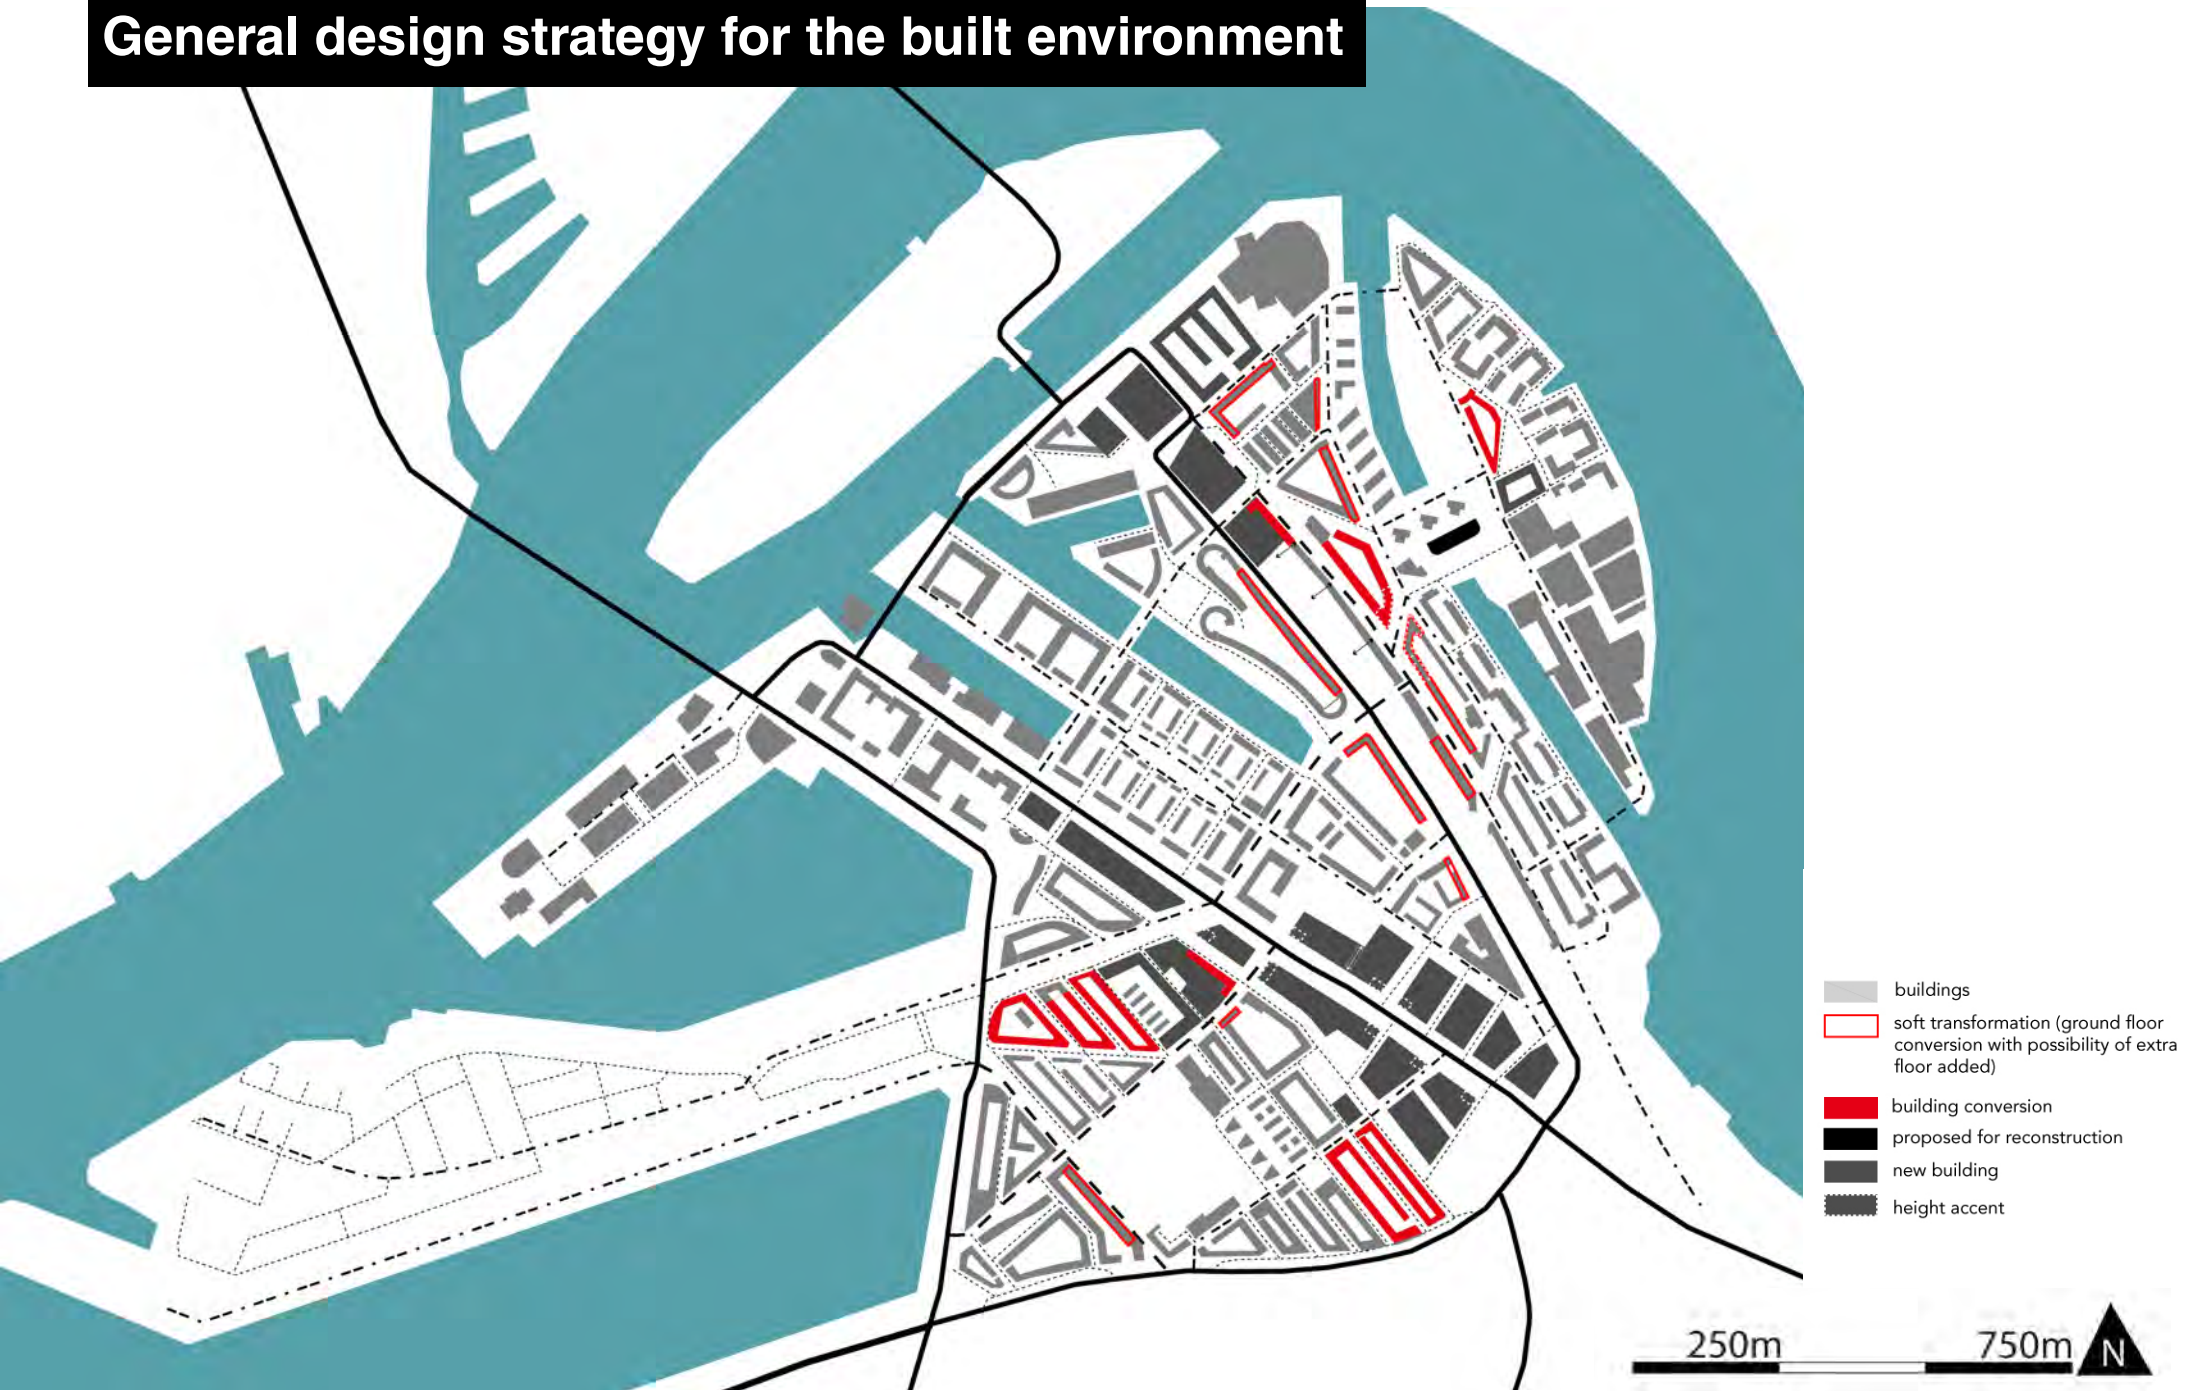 General design strategy for the built environment
buildings
soft transformation (ground floor
conversion with possibility of extra
floor added)
building conversion
proposed for reconstruction
new building
height accent
250m
750m
N